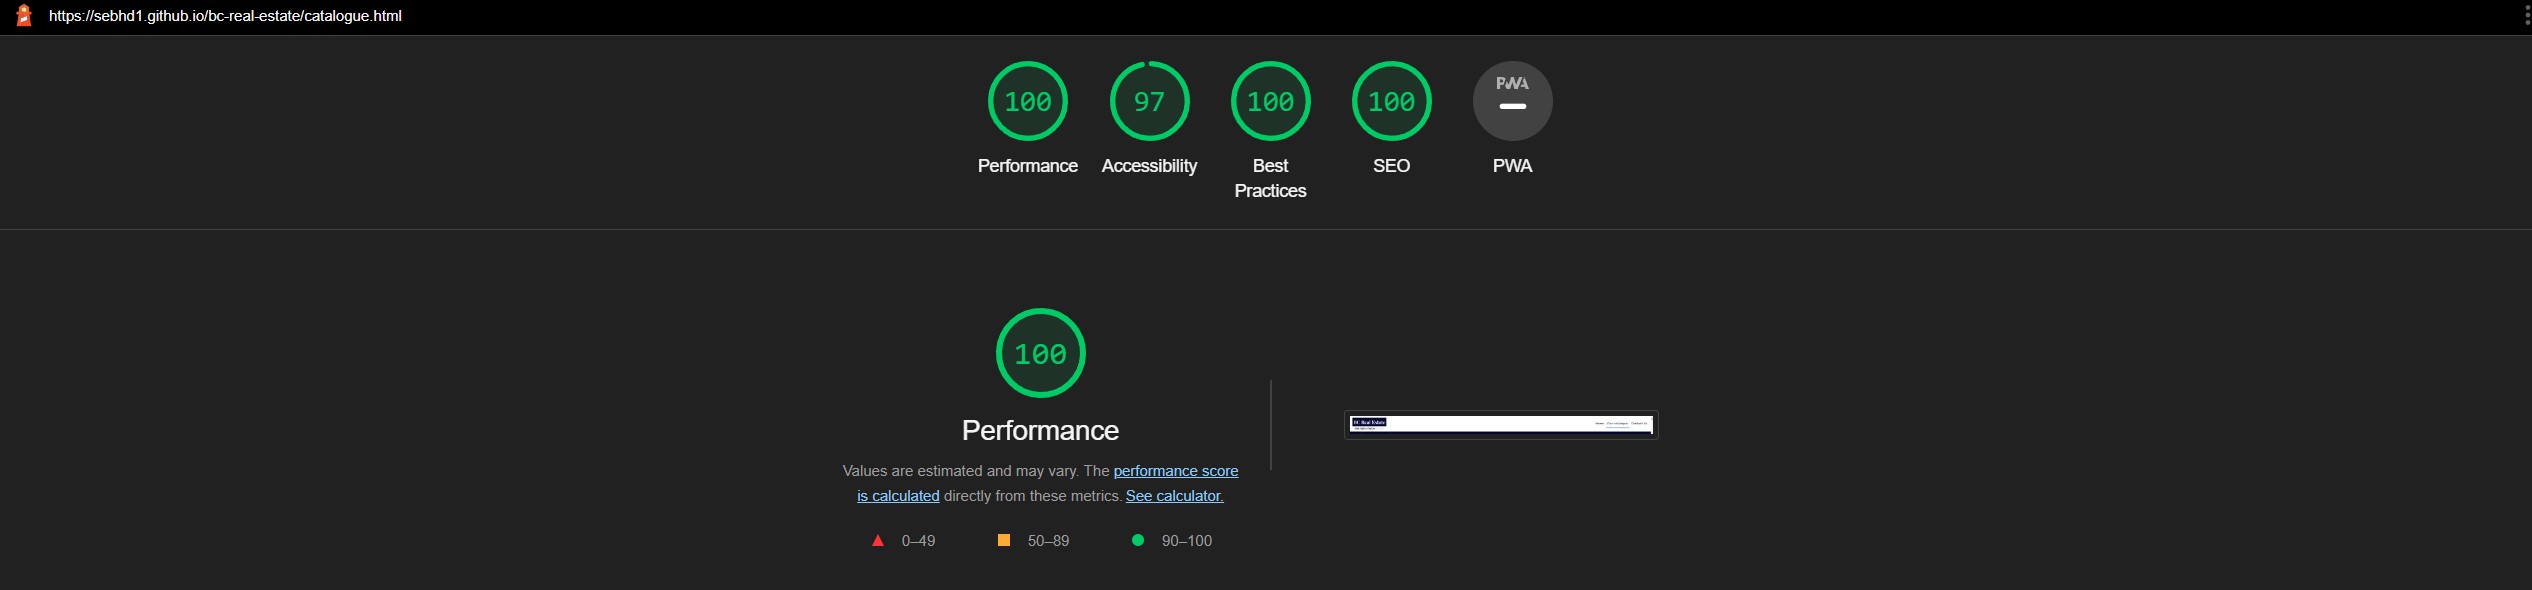 https://sebhd1.github.io/bc-real-estate/catalogue.html
100
97
100
100
PWA
Performance
Accessibility
Best
Practices
SEO
PWA
100
Performance
BC Real Estate
Values are estimated and may vary. The performance score
is calculated directly from these metrics. See calculator.
0–49
50–89
90–100